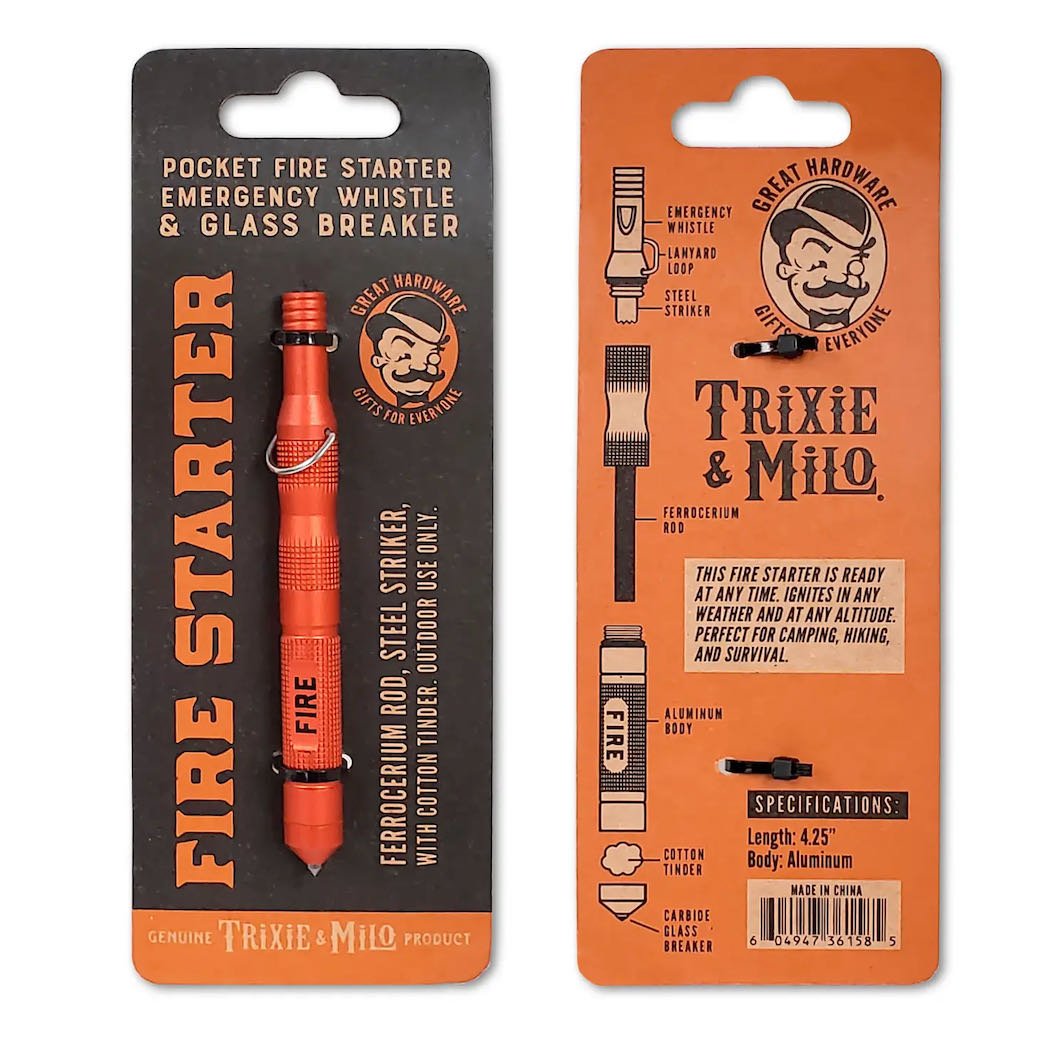 POCKET FIRE STARTER
EMERGENCY WHISTLE
& GLASS BREAKER
FIRE STARTER
GREAT HARDWARE
GIFTS FOR EVERYONE
FIRE
FERROCERIUM ROD, STEEL STRIKER,
WITH COTTON TINDER. OUTDOOR USE ONLY.
GENUINE TRiXiE & MiLO PRODUCT
GREAT HARDWARE
GIFTS EVERYONE
EMERGENCY
WHISTLE
LANYARD
LOOP
STEEL
STRIKER
TRiXiE
& MiLO®
FERROCERIUM
ROD
THIS FIRE STARTER IS READY
AT ANY TIME. IGNITES IN ANY
WEATHER AND AT ANY ALTITUDE.
PERFECT FOR CAMPING, HIKING,
AND SURVIVAL.
FIRE
ALUMINUM
BODY
COTTON
TINDER
CARBIDE
GLASS
BREAKER
SPECIFICATIONS:
Length: 4.25"
Body: Aluminum
MADE IN CHINA
6 04947 36158 5